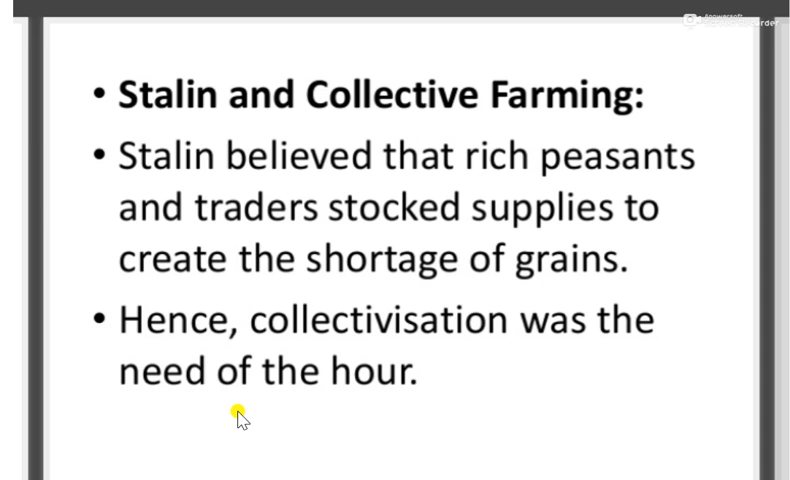 • Stalin and Collective Farming:
• Stalin believed that rich peasants
and traders stocked supplies to
create the shortage of grains.
• Hence, collectivisation was the
need of the hour.